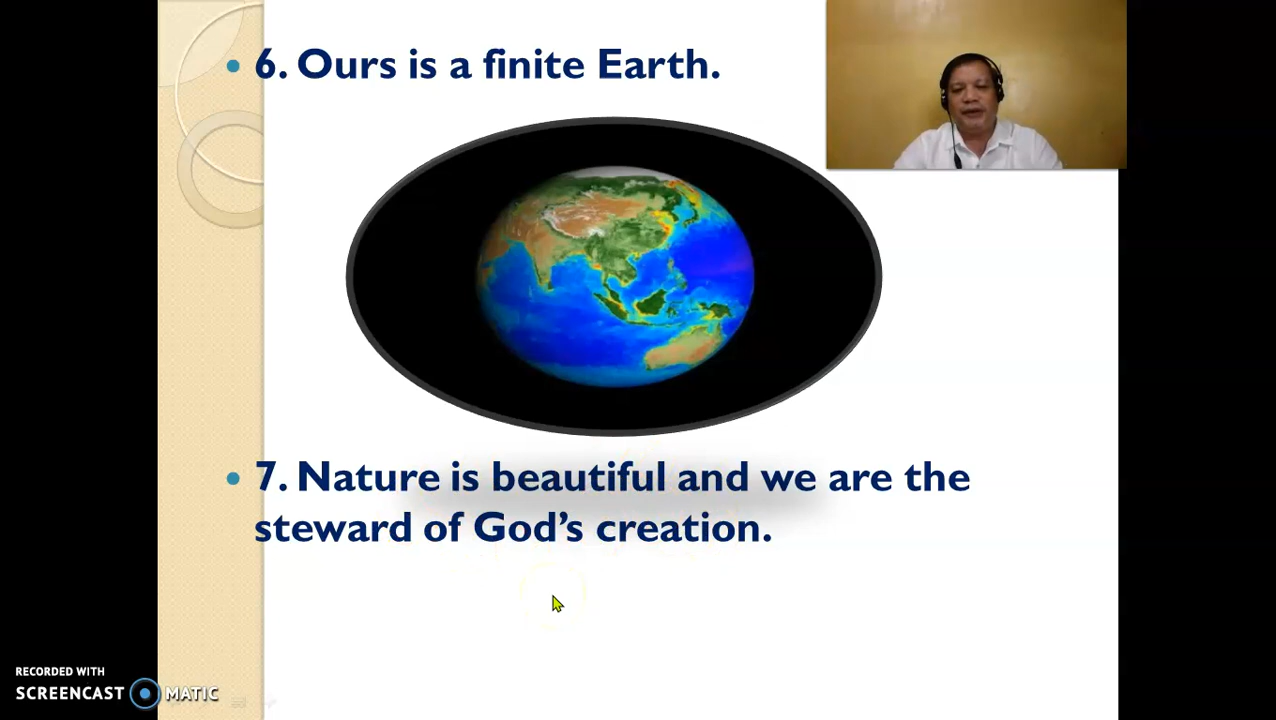 6. Ours is a finite Earth.
7. Nature is beautiful and we are the
steward of God's creation.
RECORDED WITH
SCREENCAST MATIC